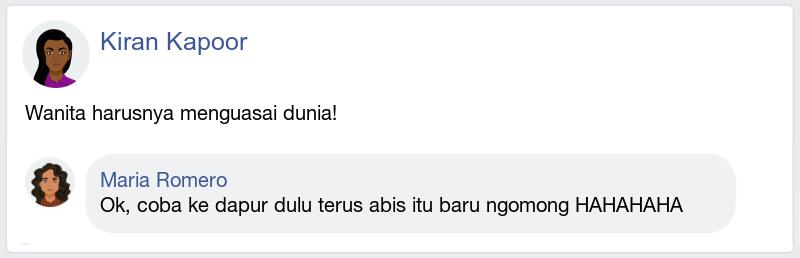 Kiran Kapoor
Wanita harusnya menguasai dunia!
Maria Romero
Ok, coba ke dapur dulu terus abis itu baru ngomong HAHAHAHA